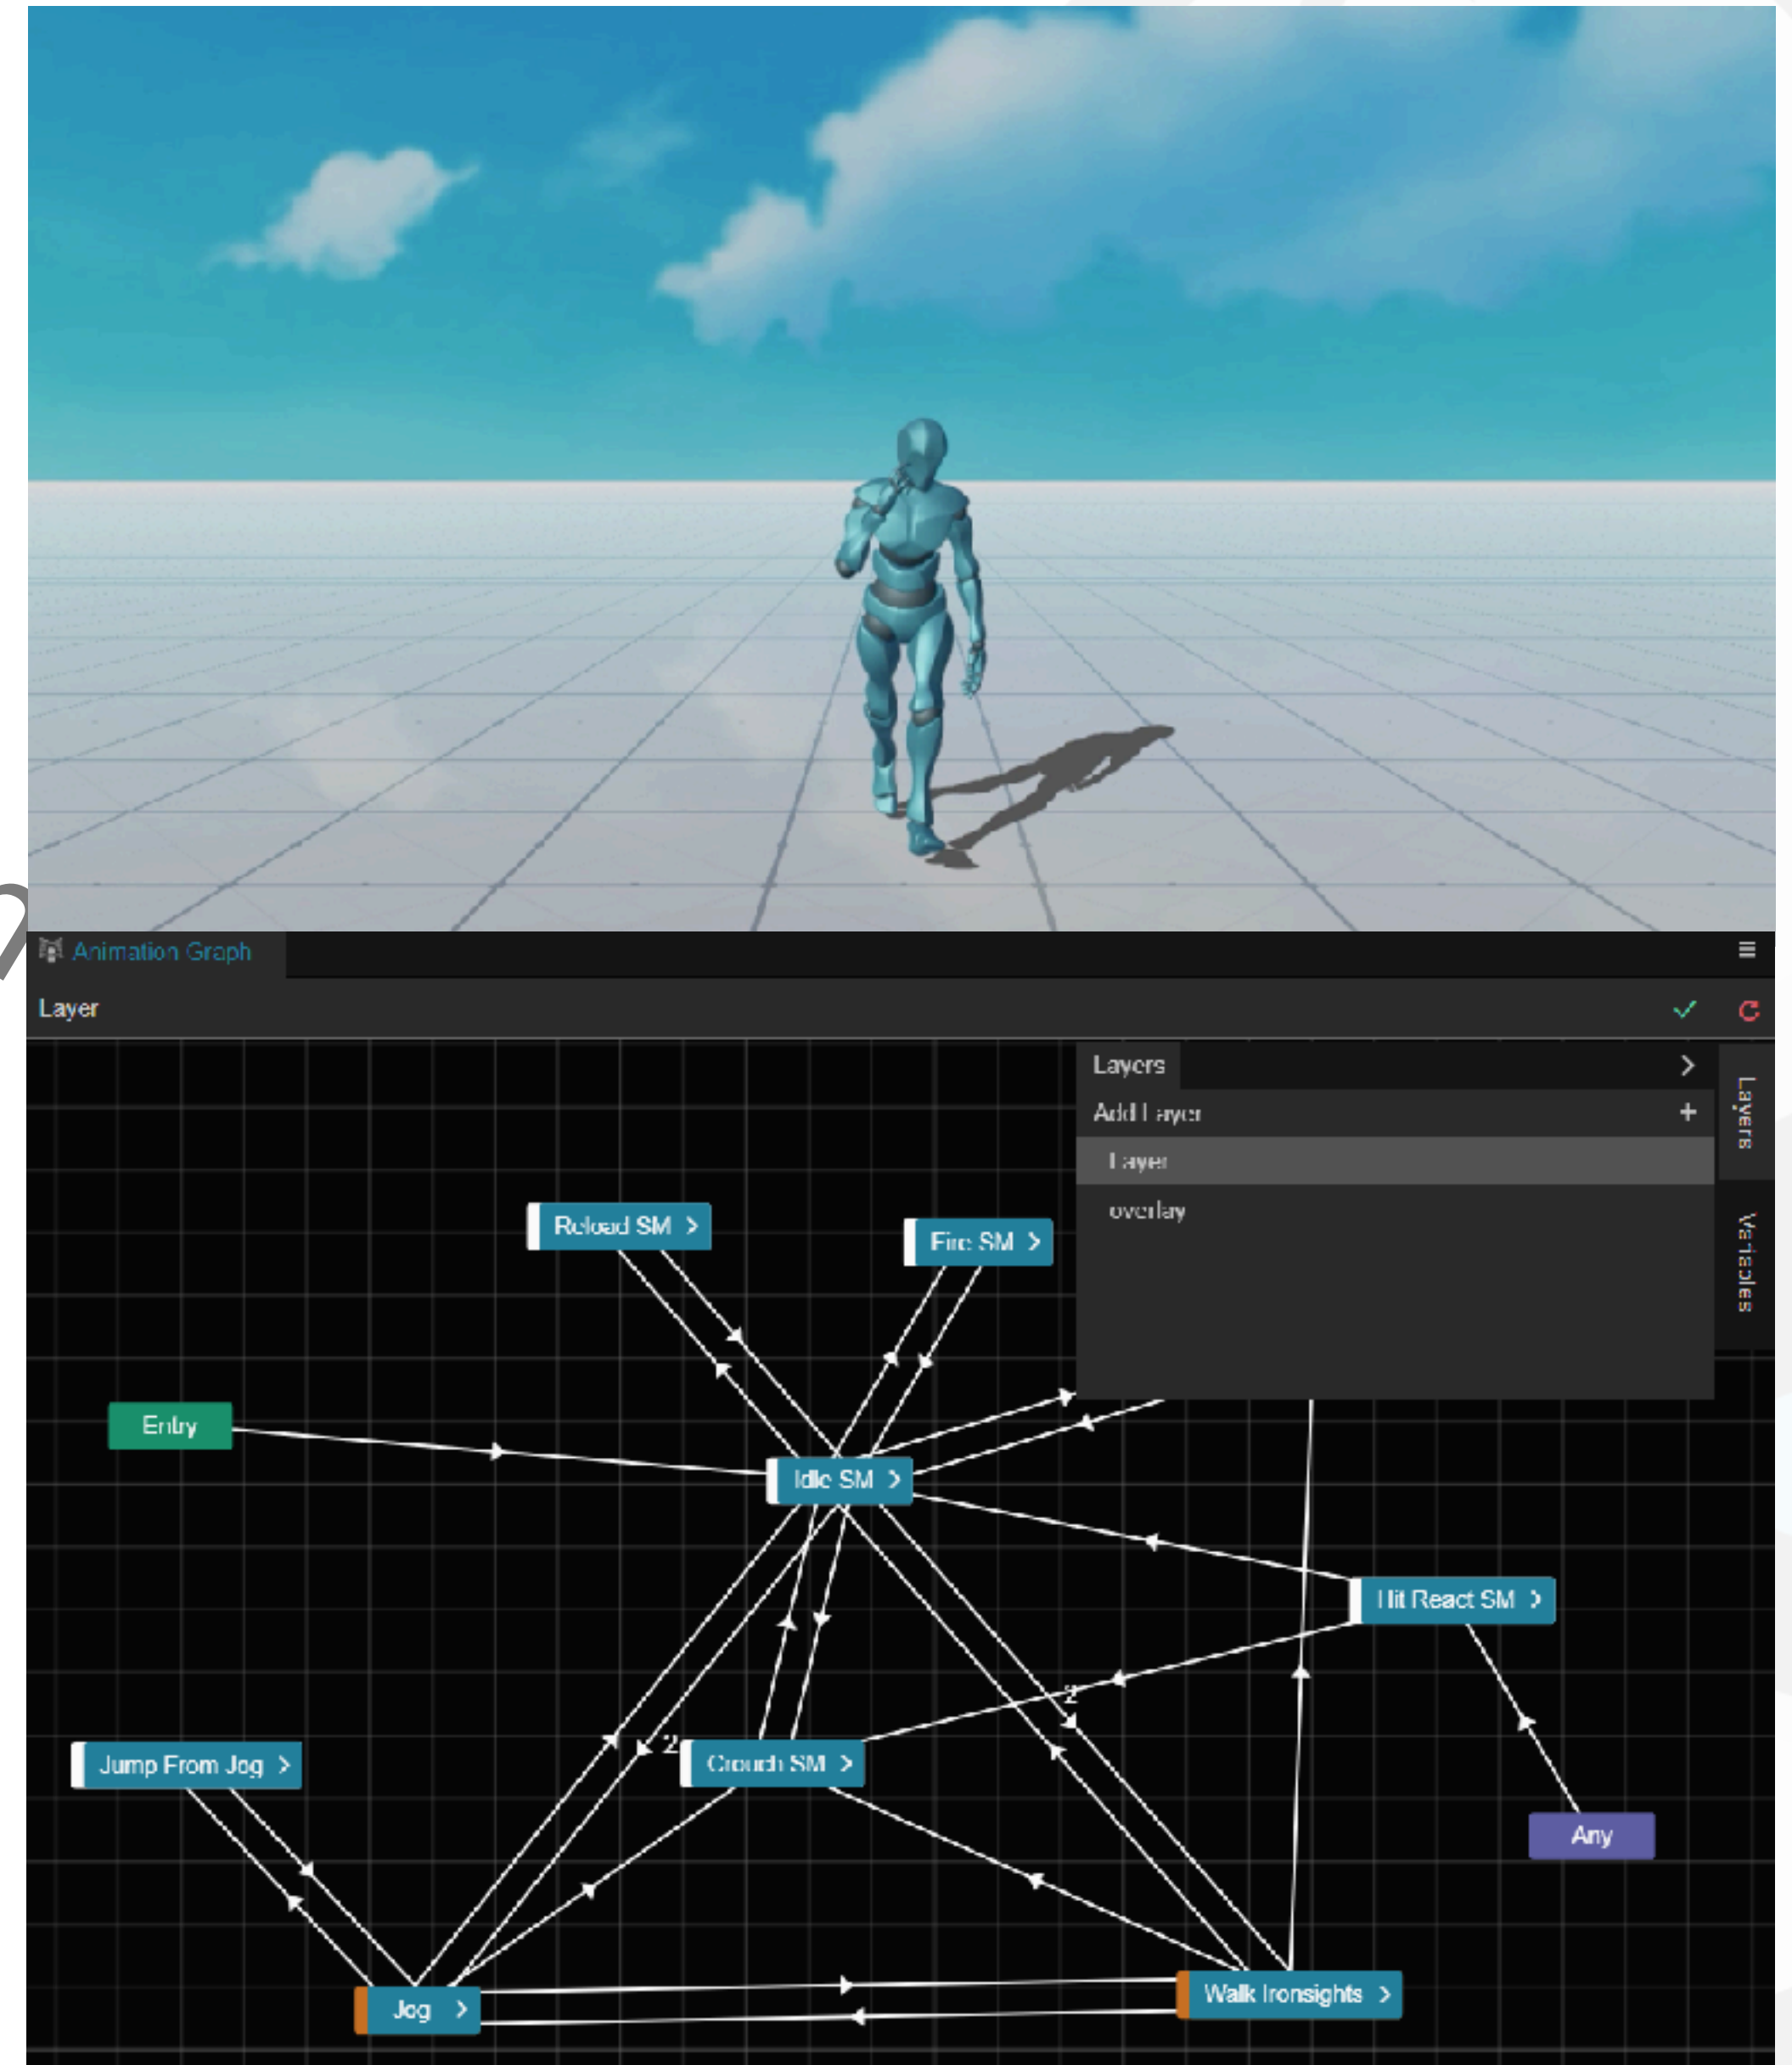 Animation Graph
Layer
Layers
Add Layer
Layer
overlay
Layers
Variables
Reload SM
Fire SM
Entry
Idle SM
Hit React SM
2
2
Crouch SM
Jump From Jog
Any
Jog
Walk Ironsights